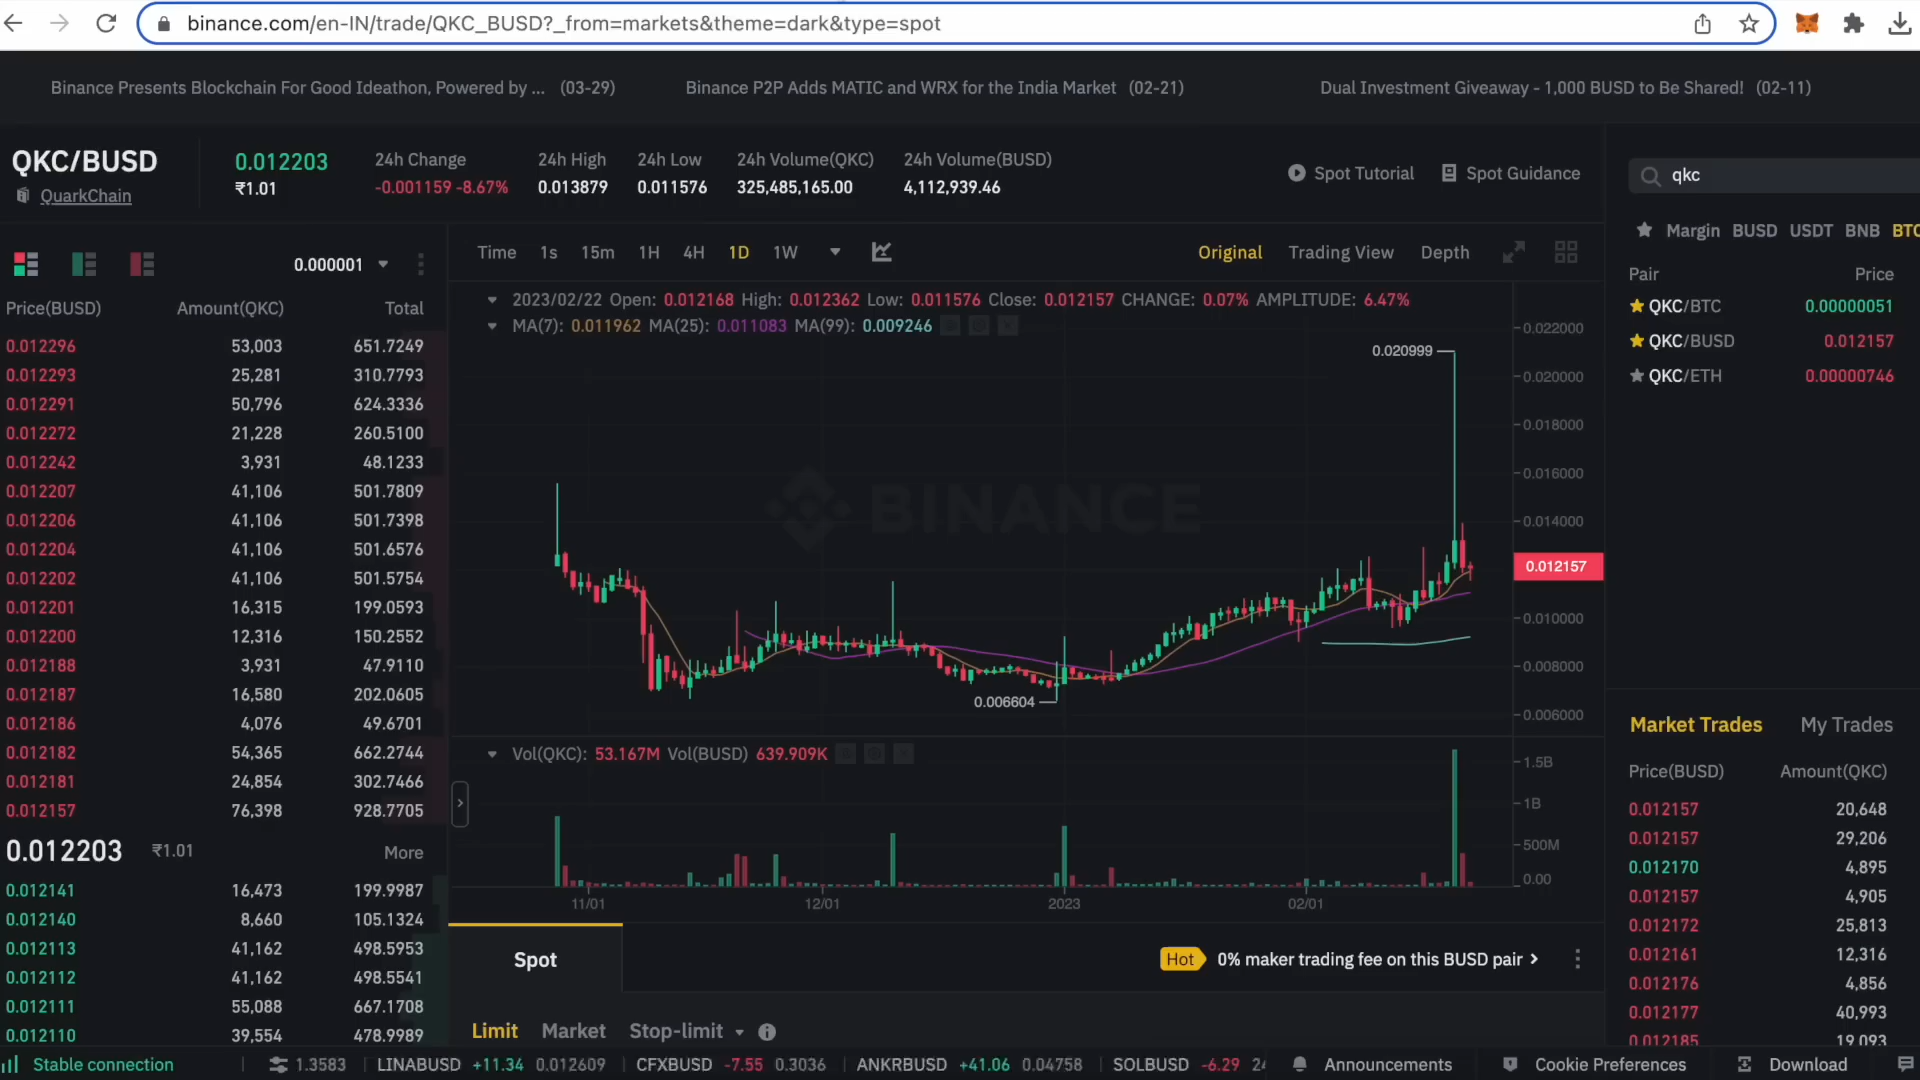 binance.com/en-IN/trade/QKC_BUSD?_from=markets&theme=dark&type=spot
Binance Presents Blockchain For Good Ideathon, Powered by ... (03-29)
Binance P2P Adds MATIC and WRX for the India Market (02-21)
Dual Investment Giveaway - 1,000 BUSD to Be Shared! (02-11)
QKC/BUSD
QuarkChain
0.012203
₹1.01
24h Change
-0.001159 -8.67%
24h High
0.013879
24h Low
0.011576
24h Volume(QKC)
325,485,165.00
24h Volume(BUSD)
4,112,939.46
Spot Tutorial
Spot Guidance
qkc
Margin BUSD USDT BNB BTC
Pair Price
QKC/BTC 0.00000051
QKC/BUSD 0.012157
QKC/ETH 0.00000746
0.000001
Price(BUSD) Amount(QKC) Total
0.012296 53,003 651.7249
0.012293 25,281 310.7793
0.012291 50,796 624.3336
0.012272 21,228 260.5100
0.012242 3,931 48.1233
0.012207 41,106 501.7809
0.012206 41,106 501.7398
0.012204 41,106 501.6576
0.012202 41,106 501.5754
0.012201 16,315 199.0593
0.012200 12,316 150.2552
0.012188 3,931 47.9110
0.012187 16,580 202.0605
0.012186 4,076 49.6701
0.012182 54,365 662.2744
0.012181 24,854 302.7466
0.012157 76,398 928.7705
0.012203 ₹1.01 More
0.012141 16,473 199.9987
0.012140 8,660 105.1324
0.012113 41,162 498.5953
0.012112 41,162 498.5541
0.012111 55,088 667.1708
0.012110 39,554 478.9989
Time 1s 15m 1H 4H 1D 1W
Original Trading View Depth
2023/02/22 Open: 0.012168 High: 0.012362 Low: 0.011576 Close: 0.012157 CHANGE: 0.07% AMPLITUDE: 6.47%
MA(7): 0.011962 MA(25): 0.011083 MA(99): 0.009246
0.022000
0.020999
0.020000
0.018000
0.016000
BINANCE
0.014000
0.012157
0.010000
0.008000
0.006604
0.006000
Vol(QKC): 53.167M Vol(BUSD) 639.909K
1.5B
1B
500M
0.00
11/01 12/01 2023 02/01
Spot
Hot 0% maker trading fee on this BUSD pair
Limit Market Stop-limit
Market Trades My Trades
Price(BUSD) Amount(QKC)
0.012157 20,648
0.012157 29,206
0.012170 4,895
0.012157 4,905
0.012172 25,813
0.012161 12,316
0.012176 4,856
0.012177 40,993
0.012185 19,093
Stable connection
1.3583 LINABUSD +11.34 0.012609 CFXBUSD -7.55 0.3036 ANKRBUSD +41.06 0.04758 SOLBUSD -6.29
Announcements Cookie Preferences Download